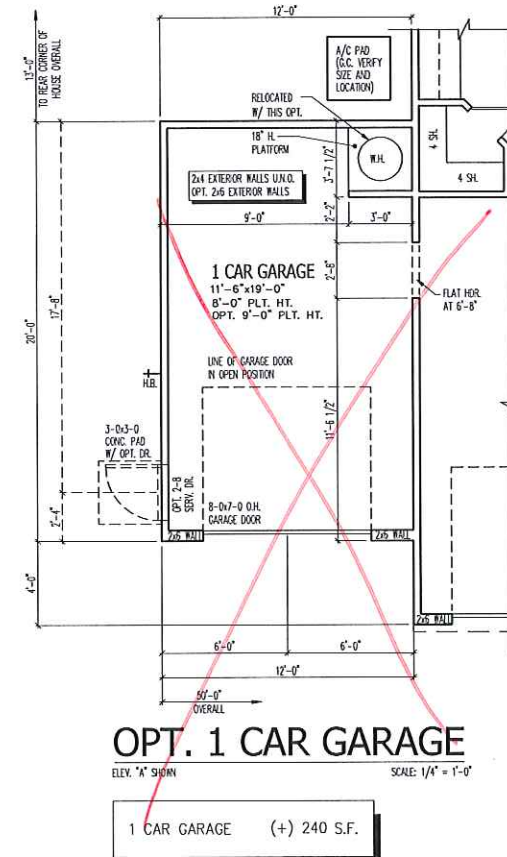 12'-0"
13'-0"
TO REAR CORNER OF
HOUSE OVERALL
A/C PAD
(G.C. VERIFY
SIZE AND
LOCATION)
RELOCATED
W/ THIS OPT.
18" H.
PLATFORM
W.H.
3'-7 1/2"
4 SH.
4 SH.
2x4 EXTERIOR WALLS U.N.O.
OPT. 2x6 EXTERIOR WALLS
9'-0"
2'-2"
3'-0"
2'-8"
1 CAR GARAGE
11'-6"x19'-0"
8'-0" PLT. HT.
OPT. 9'-0" PLT. HT.
FLAT HDR.
AT 6'-8"
20'-0"
17'-8"
LINE OF GARAGE DOOR
IN OPEN POSITION
H.B.
11'-6 1/2"
3-0x3-0
CONC. PAD
W/ OPT. DR.
OPT. 2-8
SERV. DR.
8-0x7-0 O.H.
GARAGE DOOR
2'-4"
2x6 WALL
2x6 WALL
4'-0"
2x6 WALL
6'-0"
6'-0"
12'-0"
50'-0"
OVERALL
OPT. 1 CAR GARAGE
ELEV. "A" SHOWN
SCALE: 1/4" = 1'-0"
1 CAR GARAGE (+) 240 S.F.